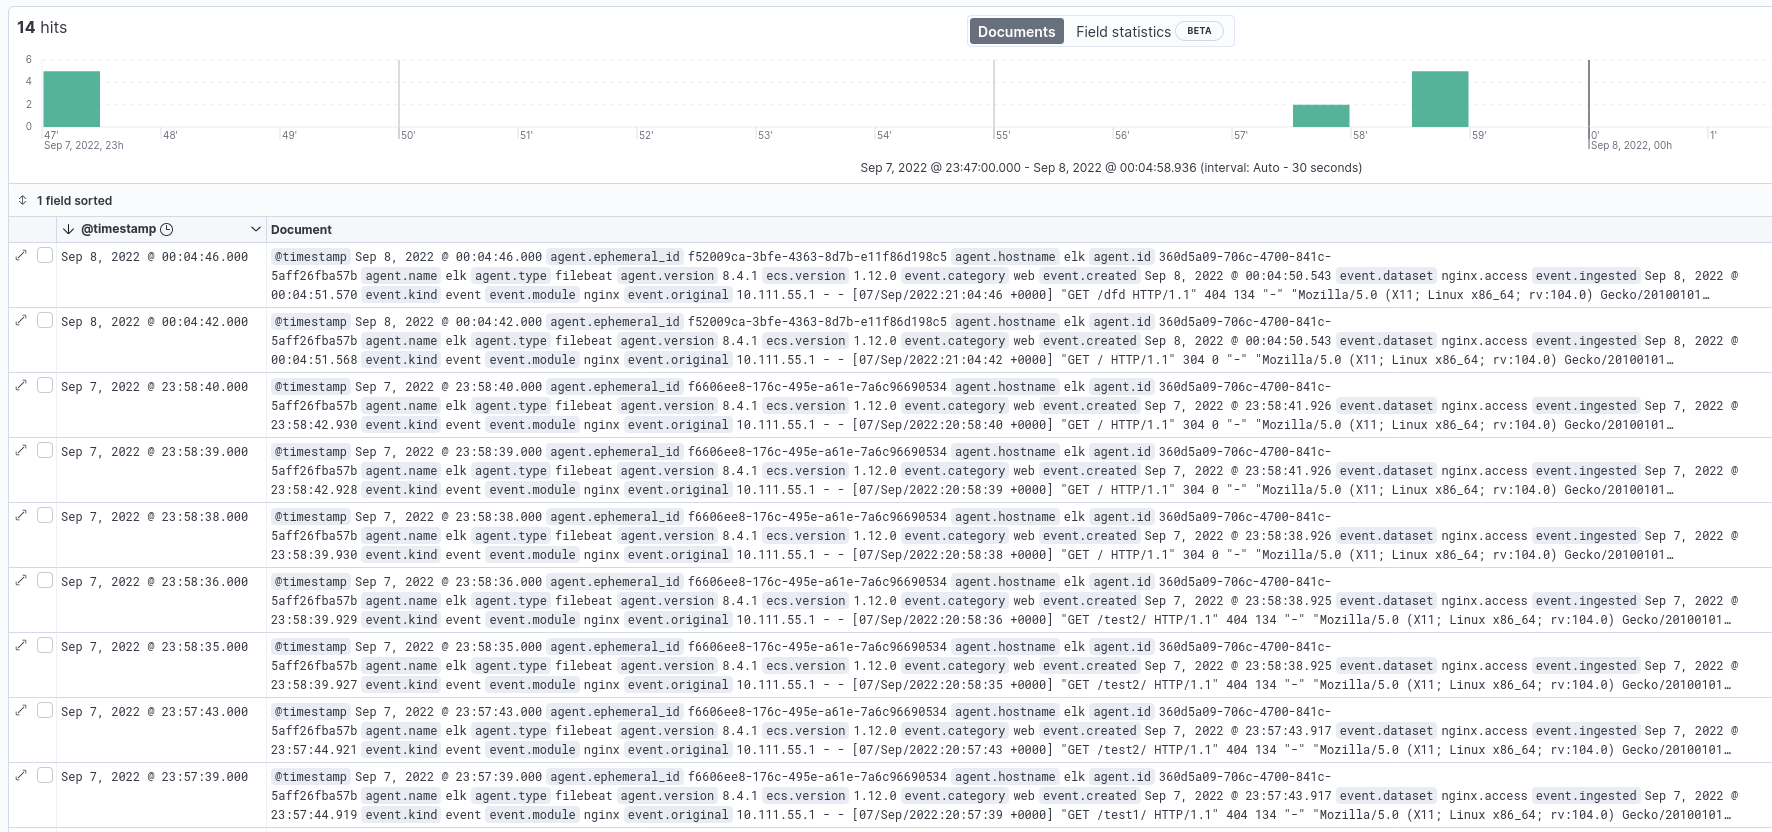 14 hits
Documents Field statistics BETA
6
4
2
0
47' 48' 49' 50' 51' 52' 53' 54' 55' 56' 57' 58' 59' 0' 1'
Sep 7, 2022, 23h Sep 8, 2022, 00h
Sep 7, 2022 @ 23:47:00.000 - Sep 8, 2022 @ 00:04:58.936 (interval: Auto - 30 seconds)
1 field sorted
@timestamp Document
Sep 8, 2022 @ 00:04:46.000 @timestamp Sep 8, 2022 @ 00:04:46.000 agent.ephemeral_id f52009ca-3bfe-4363-8d7b-e11f86d198c5 agent.hostname elk agent.id 360d5a09-706c-4700-841c-
5aff26fba57b agent.name elk agent.type filebeat agent.version 8.4.1 ecs.version 1.12.0 event.category web event.created Sep 8, 2022 @ 00:04:50.543 event.dataset nginx.access event.ingested Sep 8, 2022 @
00:04:51.570 event.kind event event.module nginx event.original 10.111.55.1 - - [07/Sep/2022:21:04:46 +0000] "GET /dfd HTTP/1.1" 404 134 "-" "Mozilla/5.0 (X11; Linux x86_64; rv:104.0) Gecko/20100101…
Sep 8, 2022 @ 00:04:42.000 @timestamp Sep 8, 2022 @ 00:04:42.000 agent.ephemeral_id f52009ca-3bfe-4363-8d7b-e11f86d198c5 agent.hostname elk agent.id 360d5a09-706c-4700-841c-
5aff26fba57b agent.name elk agent.type filebeat agent.version 8.4.1 ecs.version 1.12.0 event.category web event.created Sep 8, 2022 @ 00:04:50.543 event.dataset nginx.access event.ingested Sep 8, 2022 @
00:04:51.568 event.kind event event.module nginx event.original 10.111.55.1 - - [07/Sep/2022:21:04:42 +0000] "GET / HTTP/1.1" 304 0 "-" "Mozilla/5.0 (X11; Linux x86_64; rv:104.0) Gecko/20100101…
Sep 7, 2022 @ 23:58:40.000 @timestamp Sep 7, 2022 @ 23:58:40.000 agent.ephemeral_id f6606ee8-176c-495e-a61e-7a6c96690534 agent.hostname elk agent.id 360d5a09-706c-4700-841c-
5aff26fba57b agent.name elk agent.type filebeat agent.version 8.4.1 ecs.version 1.12.0 event.category web event.created Sep 7, 2022 @ 23:58:41.926 event.dataset nginx.access event.ingested Sep 7, 2022 @
23:58:42.930 event.kind event event.module nginx event.original 10.111.55.1 - - [07/Sep/2022:20:58:40 +0000] "GET / HTTP/1.1" 304 0 "-" "Mozilla/5.0 (X11; Linux x86_64; rv:104.0) Gecko/20100101…
Sep 7, 2022 @ 23:58:39.000 @timestamp Sep 7, 2022 @ 23:58:39.000 agent.ephemeral_id f6606ee8-176c-495e-a61e-7a6c96690534 agent.hostname elk agent.id 360d5a09-706c-4700-841c-
5aff26fba57b agent.name elk agent.type filebeat agent.version 8.4.1 ecs.version 1.12.0 event.category web event.created Sep 7, 2022 @ 23:58:41.926 event.dataset nginx.access event.ingested Sep 7, 2022 @
23:58:42.928 event.kind event event.module nginx event.original 10.111.55.1 - - [07/Sep/2022:20:58:39 +0000] "GET / HTTP/1.1" 304 0 "-" "Mozilla/5.0 (X11; Linux x86_64; rv:104.0) Gecko/20100101…
Sep 7, 2022 @ 23:58:38.000 @timestamp Sep 7, 2022 @ 23:58:38.000 agent.ephemeral_id f6606ee8-176c-495e-a61e-7a6c96690534 agent.hostname elk agent.id 360d5a09-706c-4700-841c-
5aff26fba57b agent.name elk agent.type filebeat agent.version 8.4.1 ecs.version 1.12.0 event.category web event.created Sep 7, 2022 @ 23:58:38.926 event.dataset nginx.access event.ingested Sep 7, 2022 @
23:58:39.930 event.kind event event.module nginx event.original 10.111.55.1 - - [07/Sep/2022:20:58:38 +0000] "GET / HTTP/1.1" 304 0 "-" "Mozilla/5.0 (X11; Linux x86_64; rv:104.0) Gecko/20100101…
Sep 7, 2022 @ 23:58:36.000 @timestamp Sep 7, 2022 @ 23:58:36.000 agent.ephemeral_id f6606ee8-176c-495e-a61e-7a6c96690534 agent.hostname elk agent.id 360d5a09-706c-4700-841c-
5aff26fba57b agent.name elk agent.type filebeat agent.version 8.4.1 ecs.version 1.12.0 event.category web event.created Sep 7, 2022 @ 23:58:38.925 event.dataset nginx.access event.ingested Sep 7, 2022 @
23:58:39.929 event.kind event event.module nginx event.original 10.111.55.1 - - [07/Sep/2022:20:58:36 +0000] "GET /test2/ HTTP/1.1" 404 134 "-" "Mozilla/5.0 (X11; Linux x86_64; rv:104.0) Gecko/20100101…
Sep 7, 2022 @ 23:58:35.000 @timestamp Sep 7, 2022 @ 23:58:35.000 agent.ephemeral_id f6606ee8-176c-495e-a61e-7a6c96690534 agent.hostname elk agent.id 360d5a09-706c-4700-841c-
5aff26fba57b agent.name elk agent.type filebeat agent.version 8.4.1 ecs.version 1.12.0 event.category web event.created Sep 7, 2022 @ 23:58:38.925 event.dataset nginx.access event.ingested Sep 7, 2022 @
23:58:39.927 event.kind event event.module nginx event.original 10.111.55.1 - - [07/Sep/2022:20:58:35 +0000] "GET /test2/ HTTP/1.1" 404 134 "-" "Mozilla/5.0 (X11; Linux x86_64; rv:104.0) Gecko/20100101…
Sep 7, 2022 @ 23:57:43.000 @timestamp Sep 7, 2022 @ 23:57:43.000 agent.ephemeral_id f6606ee8-176c-495e-a61e-7a6c96690534 agent.hostname elk agent.id 360d5a09-706c-4700-841c-
5aff26fba57b agent.name elk agent.type filebeat agent.version 8.4.1 ecs.version 1.12.0 event.category web event.created Sep 7, 2022 @ 23:57:43.917 event.dataset nginx.access event.ingested Sep 7, 2022 @
23:57:44.921 event.kind event event.module nginx event.original 10.111.55.1 - - [07/Sep/2022:20:57:43 +0000] "GET /test2/ HTTP/1.1" 404 134 "-" "Mozilla/5.0 (X11; Linux x86_64; rv:104.0) Gecko/20100101…
Sep 7, 2022 @ 23:57:39.000 @timestamp Sep 7, 2022 @ 23:57:39.000 agent.ephemeral_id f6606ee8-176c-495e-a61e-7a6c96690534 agent.hostname elk agent.id 360d5a09-706c-4700-841c-
5aff26fba57b agent.name elk agent.type filebeat agent.version 8.4.1 ecs.version 1.12.0 event.category web event.created Sep 7, 2022 @ 23:57:43.917 event.dataset nginx.access event.ingested Sep 7, 2022 @
23:57:44.919 event.kind event event.module nginx event.original 10.111.55.1 - - [07/Sep/2022:20:57:39 +0000] "GET /test1/ HTTP/1.1" 404 134 "-" "Mozilla/5.0 (X11; Linux x86_64; rv:104.0) Gecko/20100101…